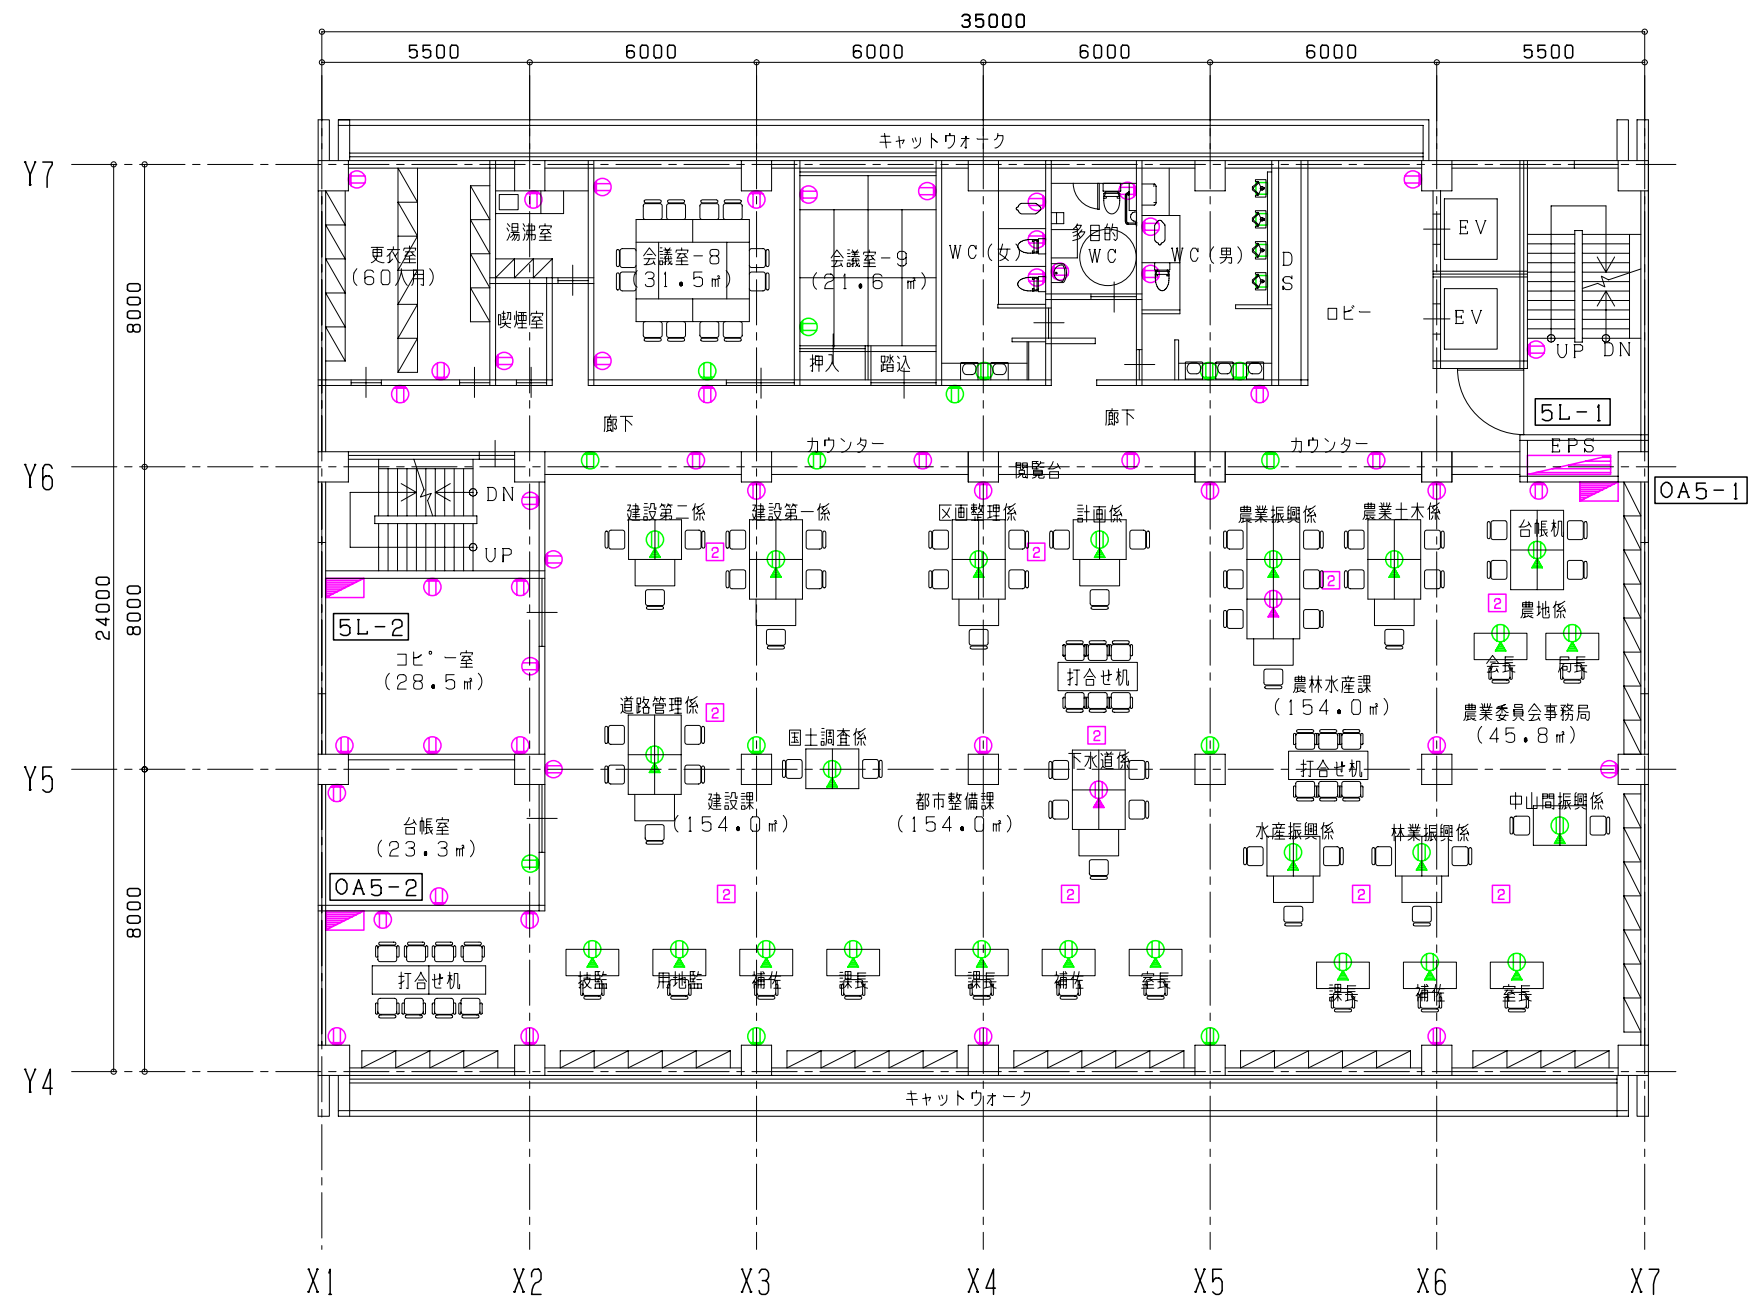 35000
5500 6000 6000 6000 6000 5500
キャットウォーク
Y7
湯沸室
更衣室
(60人用)
会議室-8
(31.5㎡)
会議室-9
(21.6 ㎡)
WC(女)
多目的
WC
WC(男)
D
S
EV
喫煙室
ロビー
EV
8000
UP DN
押入
踏込
5L-1
廊下
廊下
カウンター
カウンター
EPS
Y6
閲覧台
DN
OA5-1
建設第二係
建設第一係
区画整理係
計画係
農業振興係
農業土木係
台帳机
2
2
UP
2
24000
8000
2
農地係
5L-2
コピー室
(28.5㎡)
打合せ机
会長
局長
農林水産課
(154.0㎡)
道路管理係
2
農業委員会事務局
(45.8㎡)
国土調査係
2
下水道係
Y5
打合せ机
建設課
(154.0㎡)
都市整備課
(154.0㎡)
中山間振興係
台帳室
(23.3㎡)
水産振興係
林業振興係
OA5-2
2
2
2
2
8000
打合せ机
技監
用地監
補佐
課長
課長
補佐
室長
課長
補佐
室長
Y4
キャットウォーク
X1 X2 X3 X4 X5 X6 X7